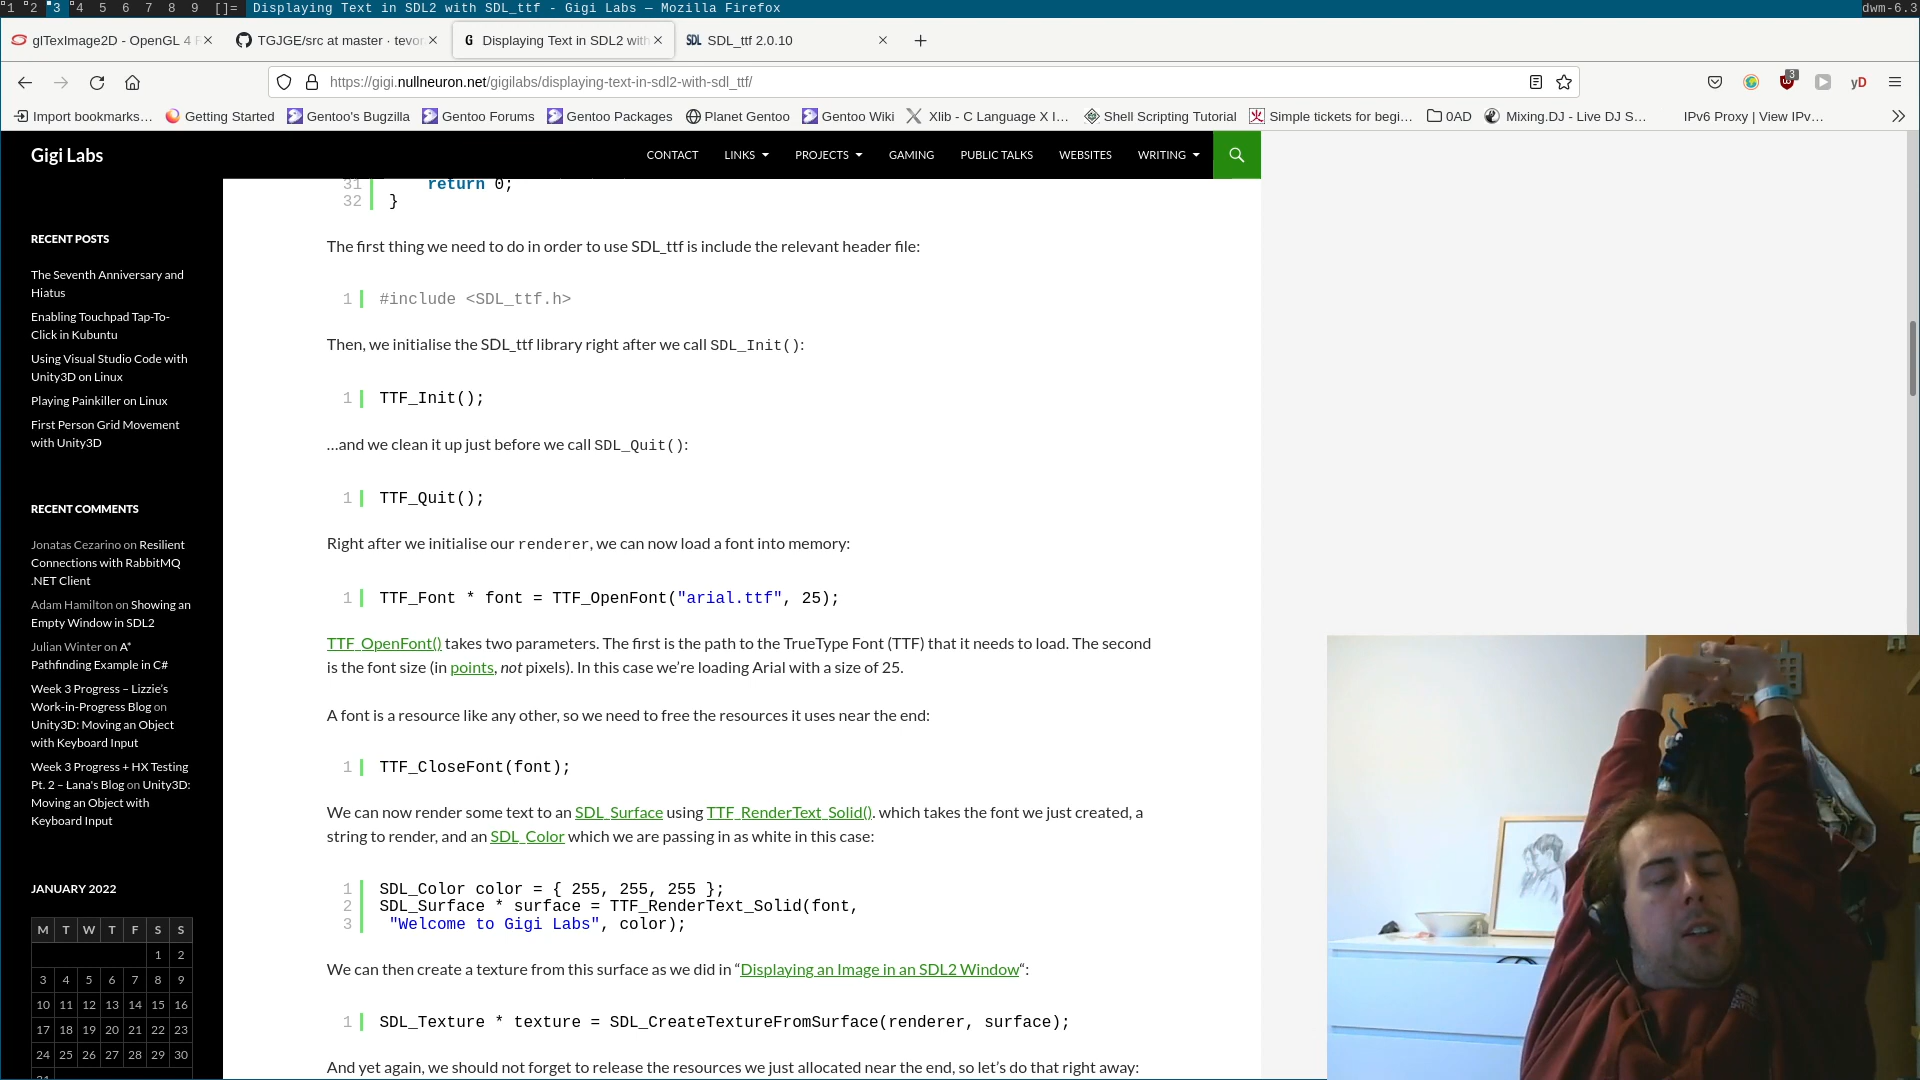 1 2 3 4 5 6 7 8 9 []= Displaying Text in SDL2 with SDL_ttf - Gigi Labs — Mozilla Firefox dwm-6.3
glTexImage2D - OpenGL 4 TGJGE/src at master · tevo Displaying Text in SDL2 with SDL_ttf 2.0.10
https://gigi.nullneuron.net/gigilabs/displaying-text-in-sdl2-with-sdl_ttf/ 3 yD
Import bookmarks… Getting Started Gentoo's Bugzilla Gentoo Forums Gentoo Packages Planet Gentoo Gentoo Wiki Xlib - C Language X I… Shell Scripting Tutorial Simple tickets for begi… 0AD Mixing.DJ - Live DJ S… IPv6 Proxy | View IPv…
Gigi Labs CONTACT LINKS PROJECTS GAMING PUBLIC TALKS WEBSITES WRITING
RECENT POSTS
The Seventh Anniversary and
Hiatus
Enabling Touchpad Tap-To-
Click in Kubuntu
Using Visual Studio Code with
Unity3D on Linux
Playing Painkiller on Linux
First Person Grid Movement
with Unity3D
RECENT COMMENTS
Jonatas Cezarino on Resilient
Connections with RabbitMQ
.NET Client
Adam Hamilton on Showing an
Empty Window in SDL2
Julian Winter on A*
Pathfinding Example in C#
Week 3 Progress – Lizzie's
Work-in-Progress Blog on
Unity3D: Moving an Object
with Keyboard Input
Week 3 Progress + HX Testing
Pt. 2 – Lana's Blog on Unity3D:
Moving an Object with
Keyboard Input
JANUARY 2022
M T W T F S S
1 2
3 4 5 6 7 8 9
10 11 12 13 14 15 16
17 18 19 20 21 22 23
24 25 26 27 28 29 30
31
31 return 0;
32 }
The first thing we need to do in order to use SDL_ttf is include the relevant header file:
1 #include <SDL_ttf.h>
Then, we initialise the SDL_ttf library right after we call SDL_Init():
1 TTF_Init();
…and we clean it up just before we call SDL_Quit():
1 TTF_Quit();
Right after we initialise our renderer, we can now load a font into memory:
1 TTF_Font * font = TTF_OpenFont("arial.ttf", 25);
TTF_OpenFont() takes two parameters. The first is the path to the TrueType Font (TTF) that it needs to load. The second
is the font size (in points, not pixels). In this case we're loading Arial with a size of 25.
A font is a resource like any other, so we need to free the resources it uses near the end:
1 TTF_CloseFont(font);
We can now render some text to an SDL_Surface using TTF_RenderText_Solid(). which takes the font we just created, a
string to render, and an SDL_Color which we are passing in as white in this case:
1 SDL_Color color = { 255, 255, 255 };
2 SDL_Surface * surface = TTF_RenderText_Solid(font,
3 "Welcome to Gigi Labs", color);
We can then create a texture from this surface as we did in “Displaying an Image in an SDL2 Window“:
1 SDL_Texture * texture = SDL_CreateTextureFromSurface(renderer, surface);
And yet again, we should not forget to release the resources we just allocated near the end, so let's do that right away: